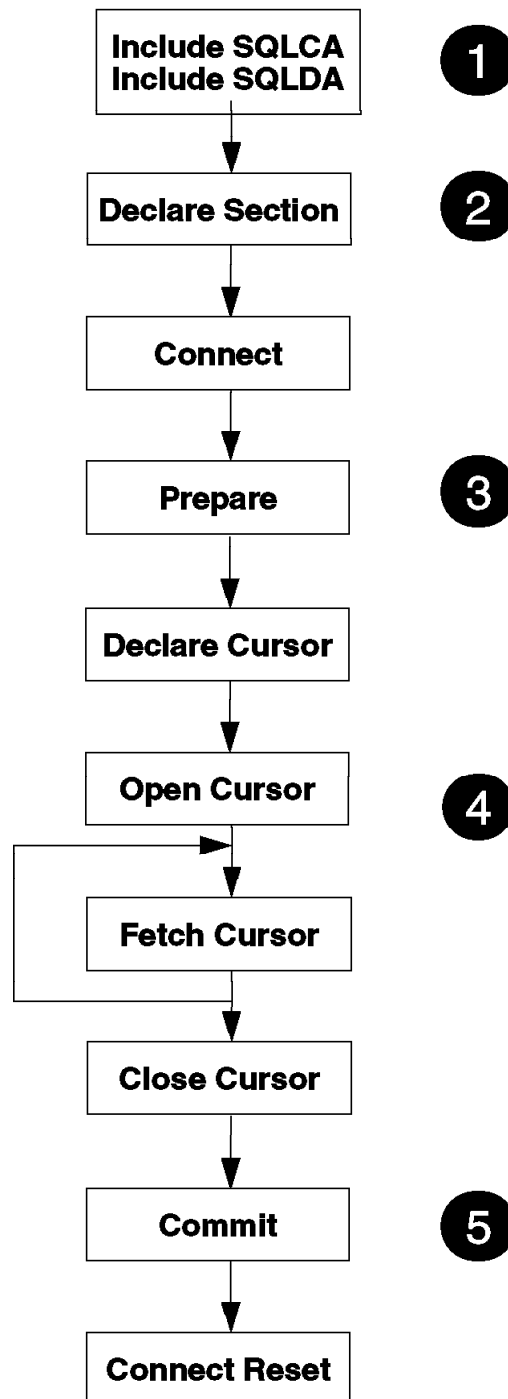 Include SQLCA
Include SQLDA
1
Declare Section
2
Connect
Prepare
3
Declare Cursor
Open Cursor
4
Fetch Cursor
Close Cursor
Commit
5
Connect Reset